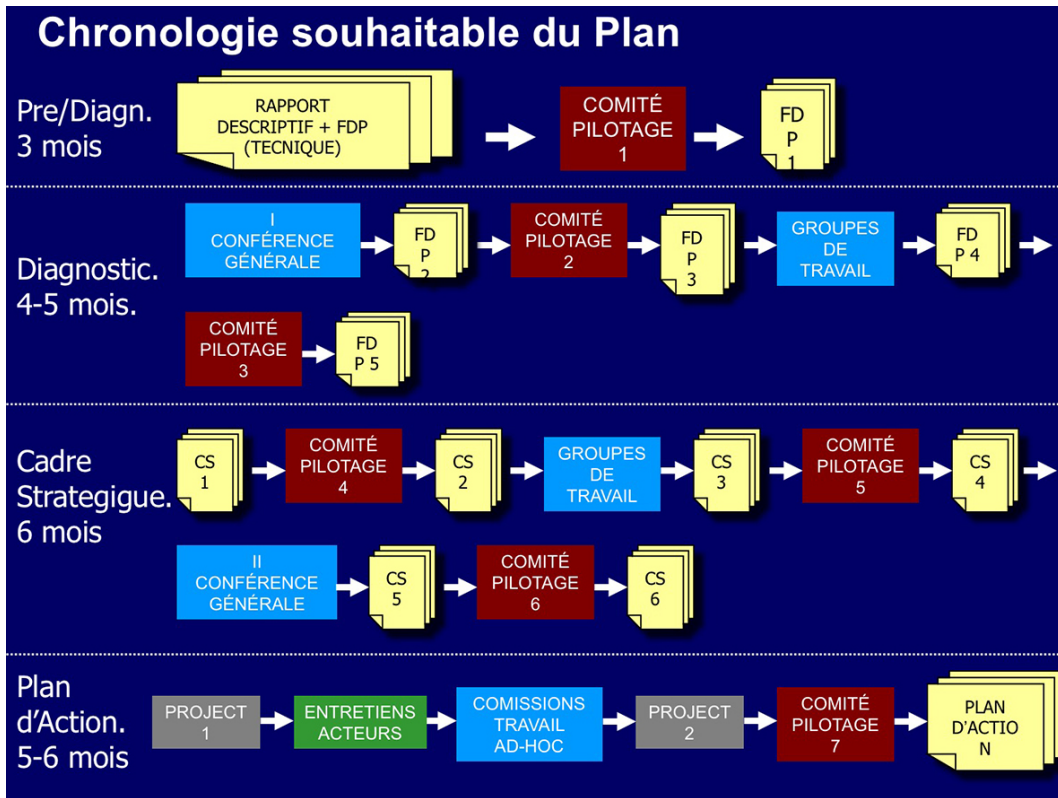 Chronologie souhaitable du Plan
Pre/Diagn.
3 mois
RAPPORT
DESCRIPTIF + FDP
(TECNIQUE)
COMITÉ
PILOTAGE
1
FD
P
1
Diagnostic.
4-5 mois.
I
CONFÉRENCE
GÉNÉRALE
FD
P
2
COMITÉ
PILOTAGE
2
FD
P
3
GROUPES
DE
TRAVAIL
FD
P 4
COMITÉ
PILOTAGE
3
FD
P 5
Cadre
Strategigue.
6 mois
CS
1
COMITÉ
PILOTAGE
4
CS
2
GROUPES
DE
TRAVAIL
CS
3
COMITÉ
PILOTAGE
5
CS
4
II
CONFÉRENCE
GÉNÉRALE
CS
5
COMITÉ
PILOTAGE
6
CS
6
Plan
d'Action.
5-6 mois
PROJECT
1
ENTRETIENS
ACTEURS
COMISSIONS
TRAVAIL
AD-HOC
PROJECT
2
COMITÉ
PILOTAGE
7
PLAN
D'ACTIO
N